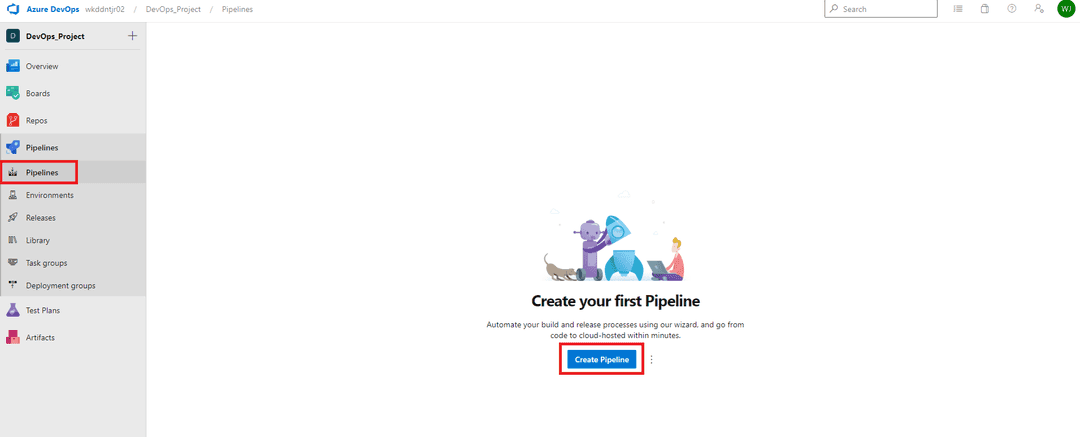 Azure DevOps wkddntjr02 / DevOps_Project / Pipelines Search WJ
D DevOps_Project +
Overview
Boards
Repos
Pipelines
Pipelines
Environments
Releases
Library
Task groups
Deployment groups
Test Plans
Artifacts
Create your first Pipeline
Automate your build and release processes using our wizard, and go from
code to cloud-hosted within minutes.
Create Pipeline